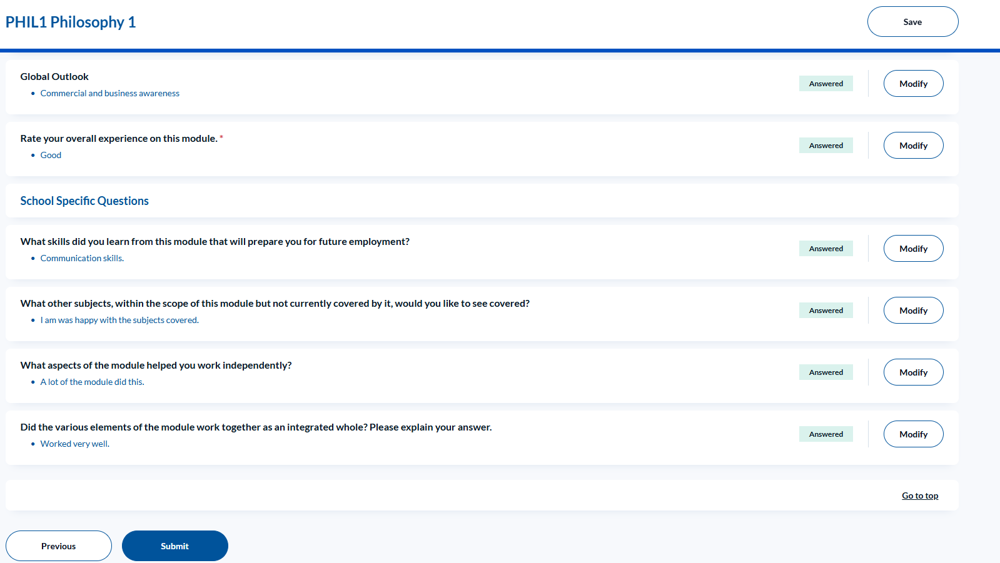 PHIL1 Philosophy 1
Save
Global Outlook
Commercial and business awareness
Answered
Modify
Rate your overall experience on this module. *
Good
Answered
Modify
School Specific Questions
What skills did you learn from this module that will prepare you for future employment?
Communication skills.
Answered
Modify
What other subjects, within the scope of this module but not currently covered by it, would you like to see covered?
I am was happy with the subjects covered.
Answered
Modify
What aspects of the module helped you work independently?
A lot of the module did this.
Answered
Modify
Did the various elements of the module work together as an integrated whole? Please explain your answer.
Worked very well.
Answered
Modify
Go to top
Previous
Submit